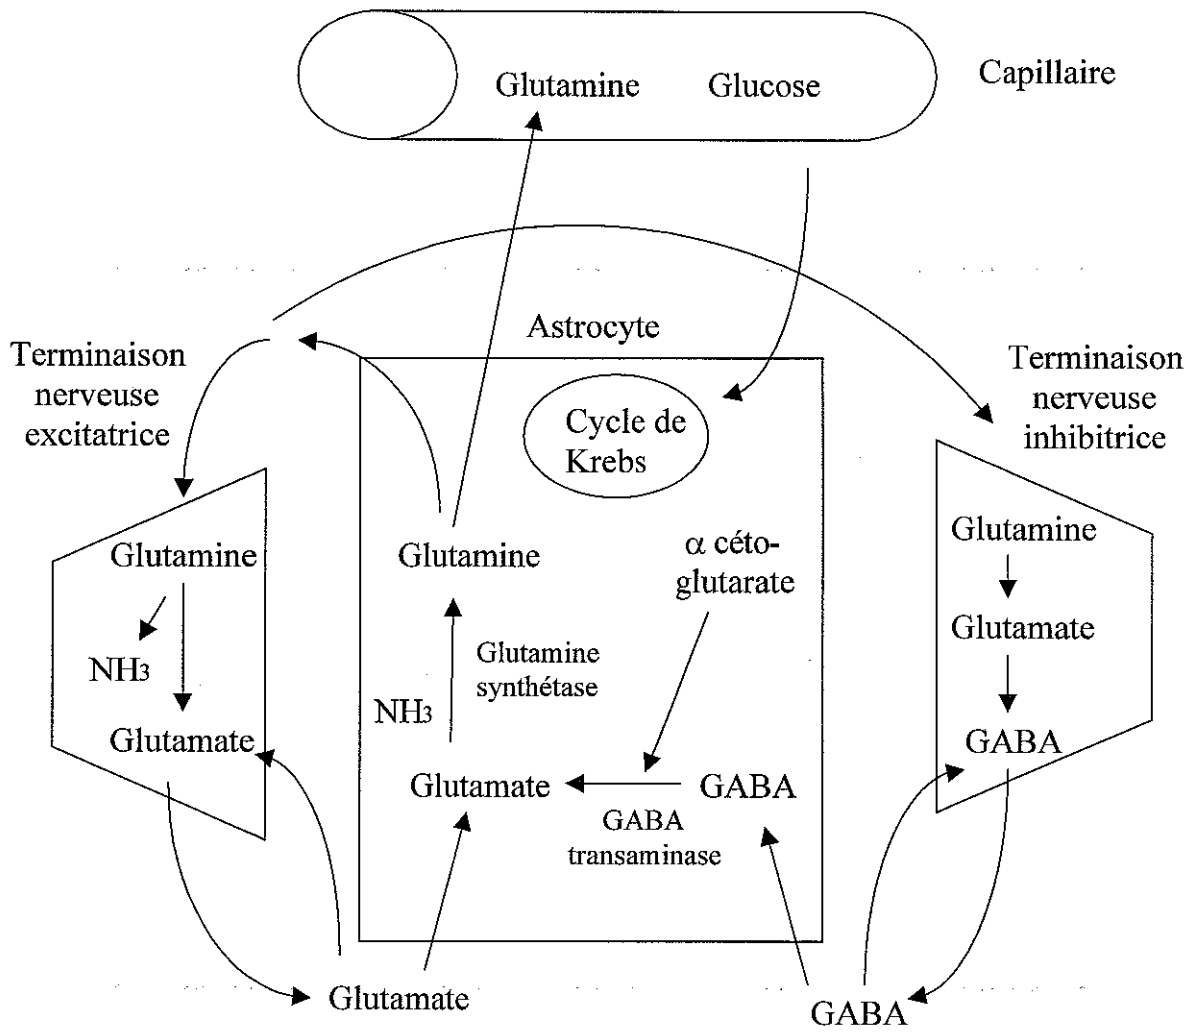 Glutamine Glucose
Capillaire
Astrocyte
Terminaison
nerveuse
excitatrice
Terminaison
nerveuse
inhibitrice
Cycle de
Krebs
Glutamine
NH3
Glutamate
Glutamine
α céto-
glutarate
Glutamine
synthétase
NH3
Glutamate
GABA
GABA
transaminase
Glutamine
Glutamate
GABA
Glutamate
GABA